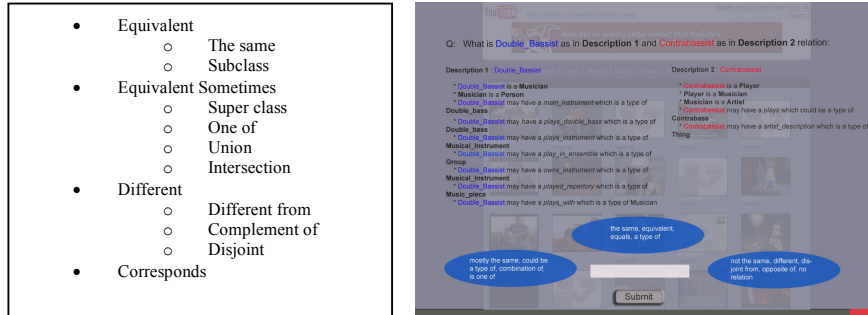 • Equivalent
o The same
o Subclass
• Equivalent Sometimes
o Super class
o One of
o Union
o Intersection
• Different
o Different from
o Complement of
o Disjoint
• Corresponds
You Tube
Q: What is Double_Bassist as in Description 1 and Contrabassist as in Description 2 relation:
Description 1 : Double_Bassist
* Double_Bassist is a Musician
* Musician is a Person
* Double_Bassist may have a main_instrument which is a type of
Double_bass
* Double_Bassist may have a plays_double_bass which is a type of
Double_bass
* Double_Bassist may have a plays_instrument which is a type of
Musical_Instrument
* Double_Bassist may have a play_in_ensemble which is a type of
Group
* Double_Bassist may have a owns_instrument which is a type of
Musical_Instrument
* Double_Bassist may have a played_repertory which is a type of
Music_piece
* Double_Bassist may have a plays_with which is a type of Musician
Description 2 : Contrabassist
* Contrabassist is a Player
* Player is a Musician
* Musician is a Artist
* Contrabassist may have a plays which could be a type of
Contrabass
* Contrabassist may have a artist_description which is a type of
Thing
the same, equivalent,
equals, a type of
mostly the same, could be
a type of, combination of,
is one of
not the same, different, dis-
joint from, opposite of, no
relation
Submit